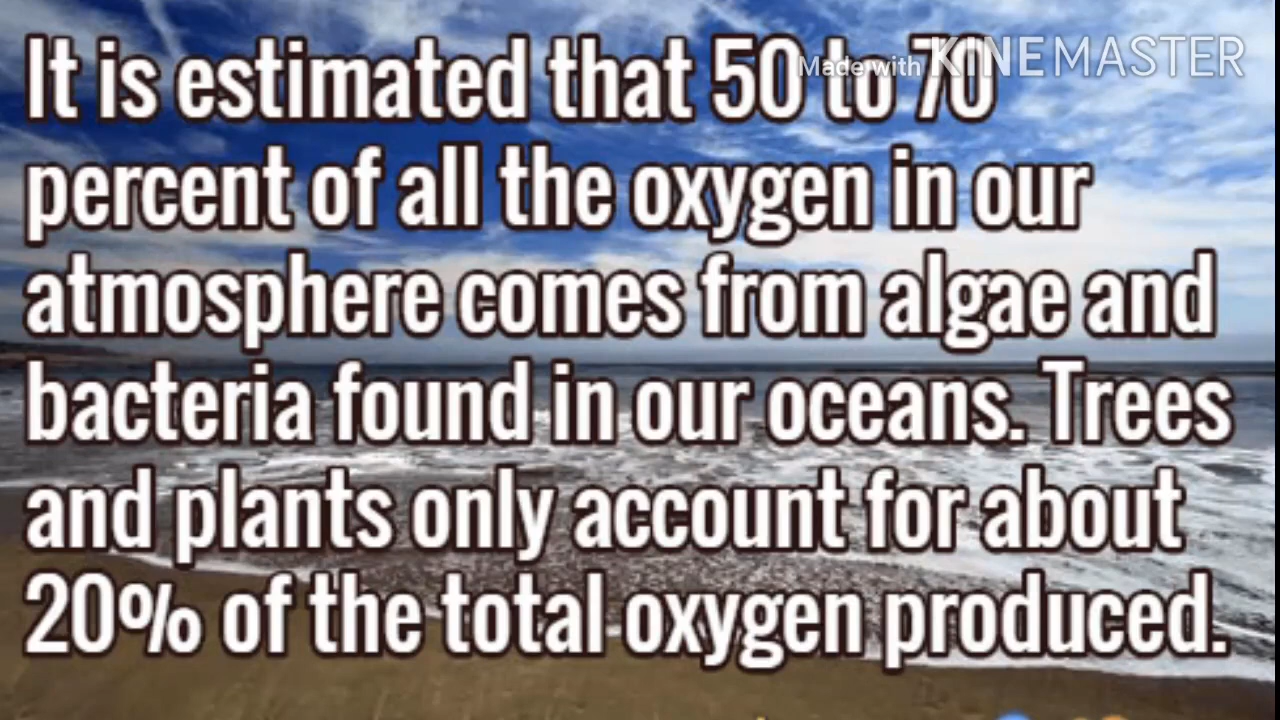 It is estimated that 50 to 70
Made with KINEMASTER
percent of all the oxygen in our
atmosphere comes from algae and
bacteria found in our oceans. Trees
and plants only account for about
20% of the total oxygen produced.